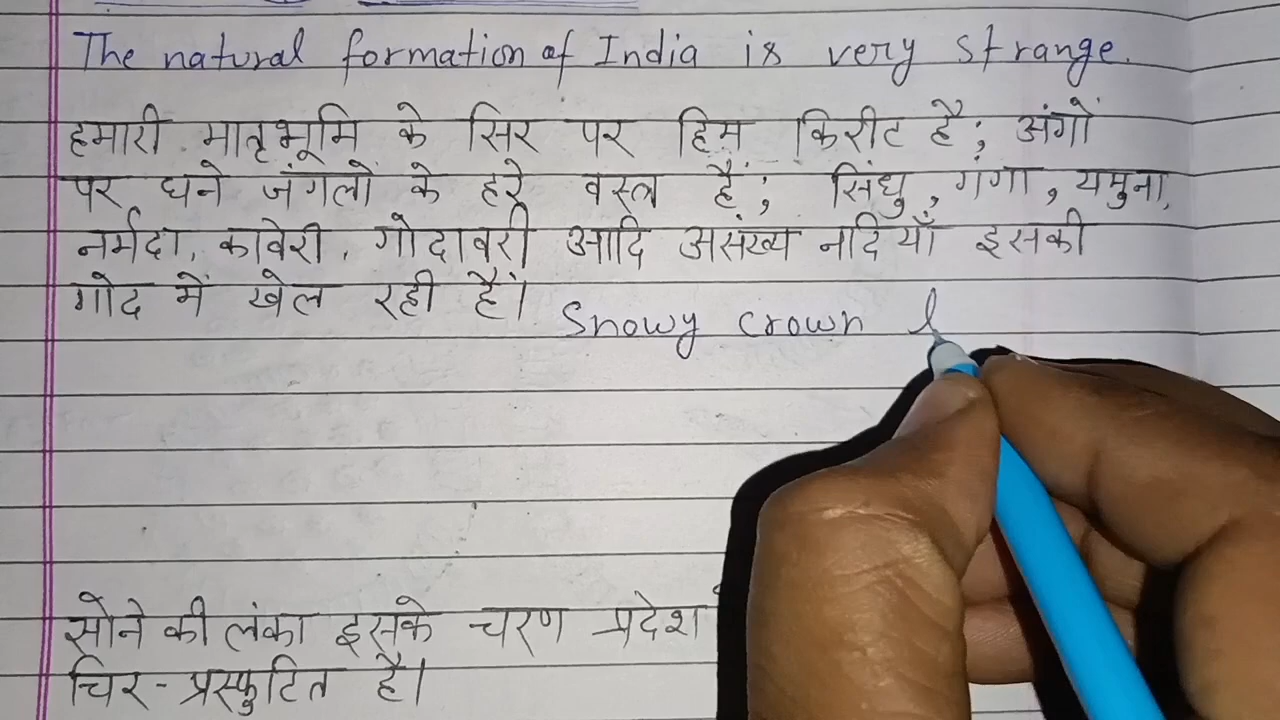 The natural formation of India is very strange.
हमारी मातृभूमि के सिर पर हिम किरीट है; अंगों
पर घने जंगलों के हरे वस्त्र हैं; सिंधु, गंगा, यमुना,
नर्मदा, कावेरी, गोदावरी आदि असंख्य नदियाँ इसकी
गोद में खेल रही हैं। Snowy crown
सोने की लंका इसके चरण प्रदेश
चिर-प्रस्फुटित है।